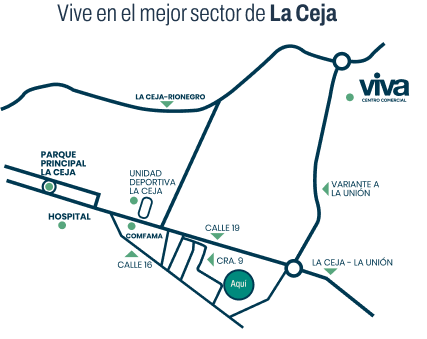 Vive en el mejor sector de La Ceja
viva
CENTRO COMERCIAL
LA CEJA-RIONEGRO
PARQUE
PRINCIPAL
LA CEJA
UNIDAD
DEPORTIVA
LA CEJA
VARIANTE A
LA UNIÓN
HOSPITAL
COMFAMA
CALLE 19
CALLE 16
CRA. 9
LA CEJA - LA UNIÓN
Aquí